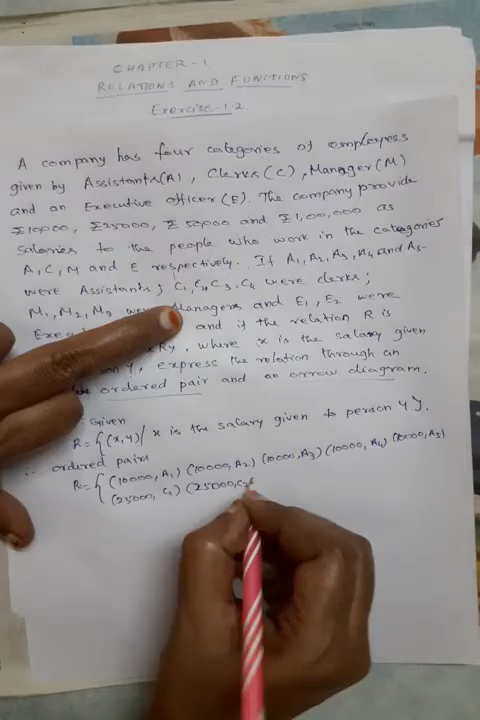 CHAPTER-1
RELATIONS AND FUNCTIONS
Exercise-1.2
A company has four categories of employees
given by Assistants(A), Clerks(C), Manager(M)
and an Executive Officer(E). The company provide
₹10000, ₹25000, ₹50000 and ₹1,00,000 as
salaries to the people who work in the categories
A, C, M and E respectively. If A1, A2, A3, A4 and A5
were Assistants; C1, C2, C3, C4 were clerks;
M1, M2, M3 were Managers and E1, E2 were
and if the relation R is
xRy, where x is the salary given
y, express the relation through an
ordered pair and an arrow diagram.
Given
R={(x,y)/ x is the salary given to person y}.
∴ ordered pairs
R={(10000, A1) (10000, A2) (10000, A3) (10000, A4) (10000, A5)
(25000, C1) (25000, C2